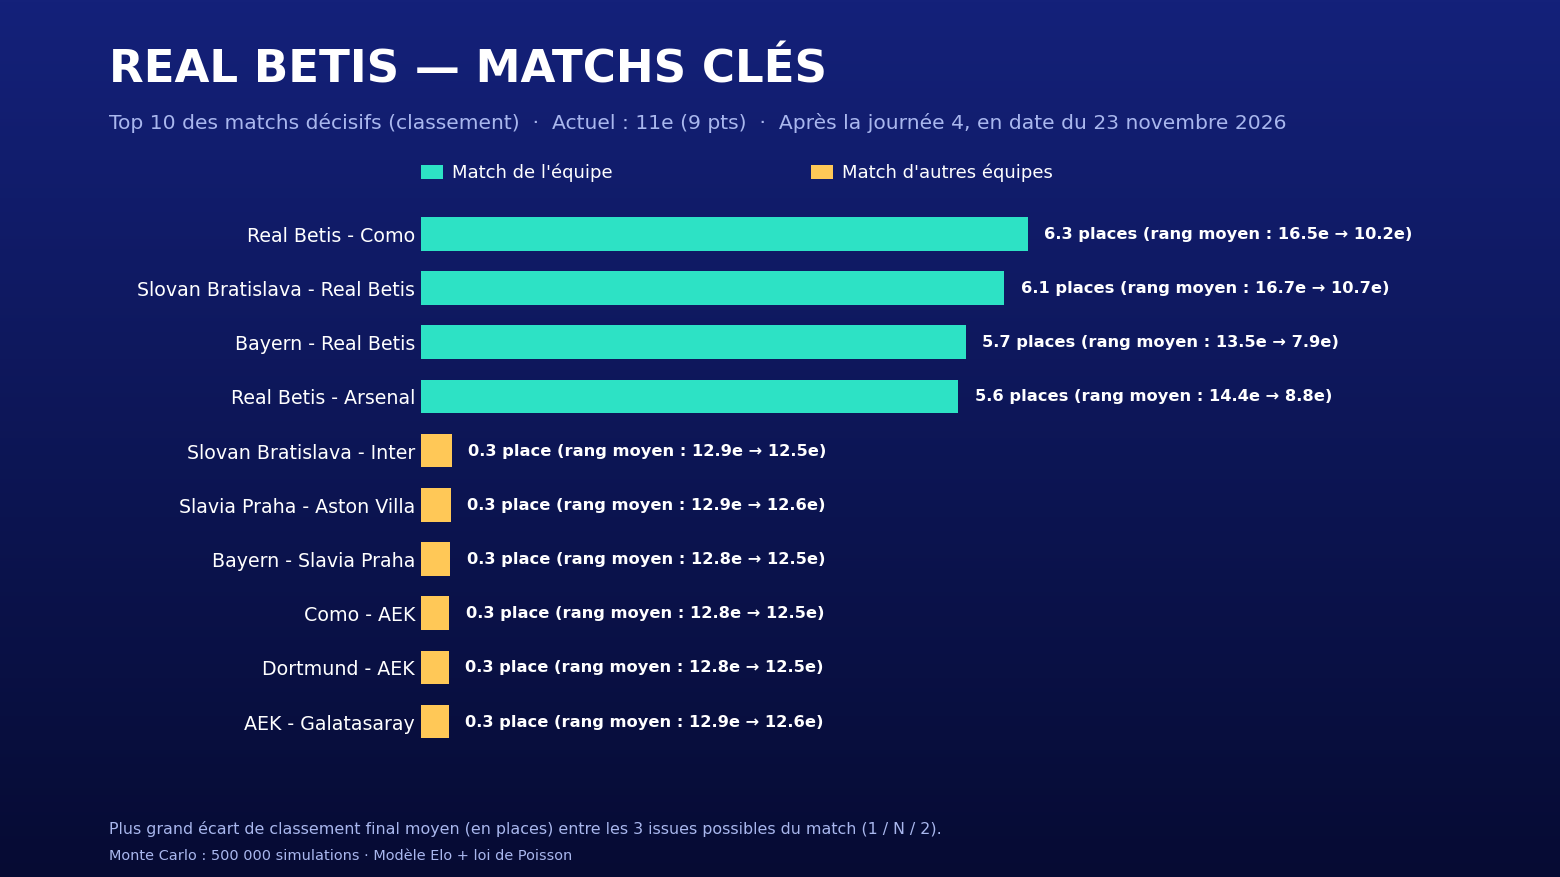 REAL BETIS — MATCHS CLÉS
Top 10 des matchs décisifs (classement)  ·  Actuel : 11e (9 pts)  ·  Après la journée 4, en date du 23 novembre 2026
Match de l'équipe
Match d'autres équipes
Real Betis - Como
6.3 places (rang moyen : 16.5e → 10.2e)
Slovan Bratislava - Real Betis
6.1 places (rang moyen : 16.7e → 10.7e)
Bayern - Real Betis
5.7 places (rang moyen : 13.5e → 7.9e)
Real Betis - Arsenal
5.6 places (rang moyen : 14.4e → 8.8e)
Slovan Bratislava - Inter
0.3 place (rang moyen : 12.9e → 12.5e)
Slavia Praha - Aston Villa
0.3 place (rang moyen : 12.9e → 12.6e)
Bayern - Slavia Praha
0.3 place (rang moyen : 12.8e → 12.5e)
Como - AEK
0.3 place (rang moyen : 12.8e → 12.5e)
Dortmund - AEK
0.3 place (rang moyen : 12.8e → 12.5e)
AEK - Galatasaray
0.3 place (rang moyen : 12.9e → 12.6e)
Plus grand écart de classement final moyen (en places) entre les 3 issues possibles du match (1 / N / 2).
Monte Carlo : 500 000 simulations · Modèle Elo + loi de Poisson